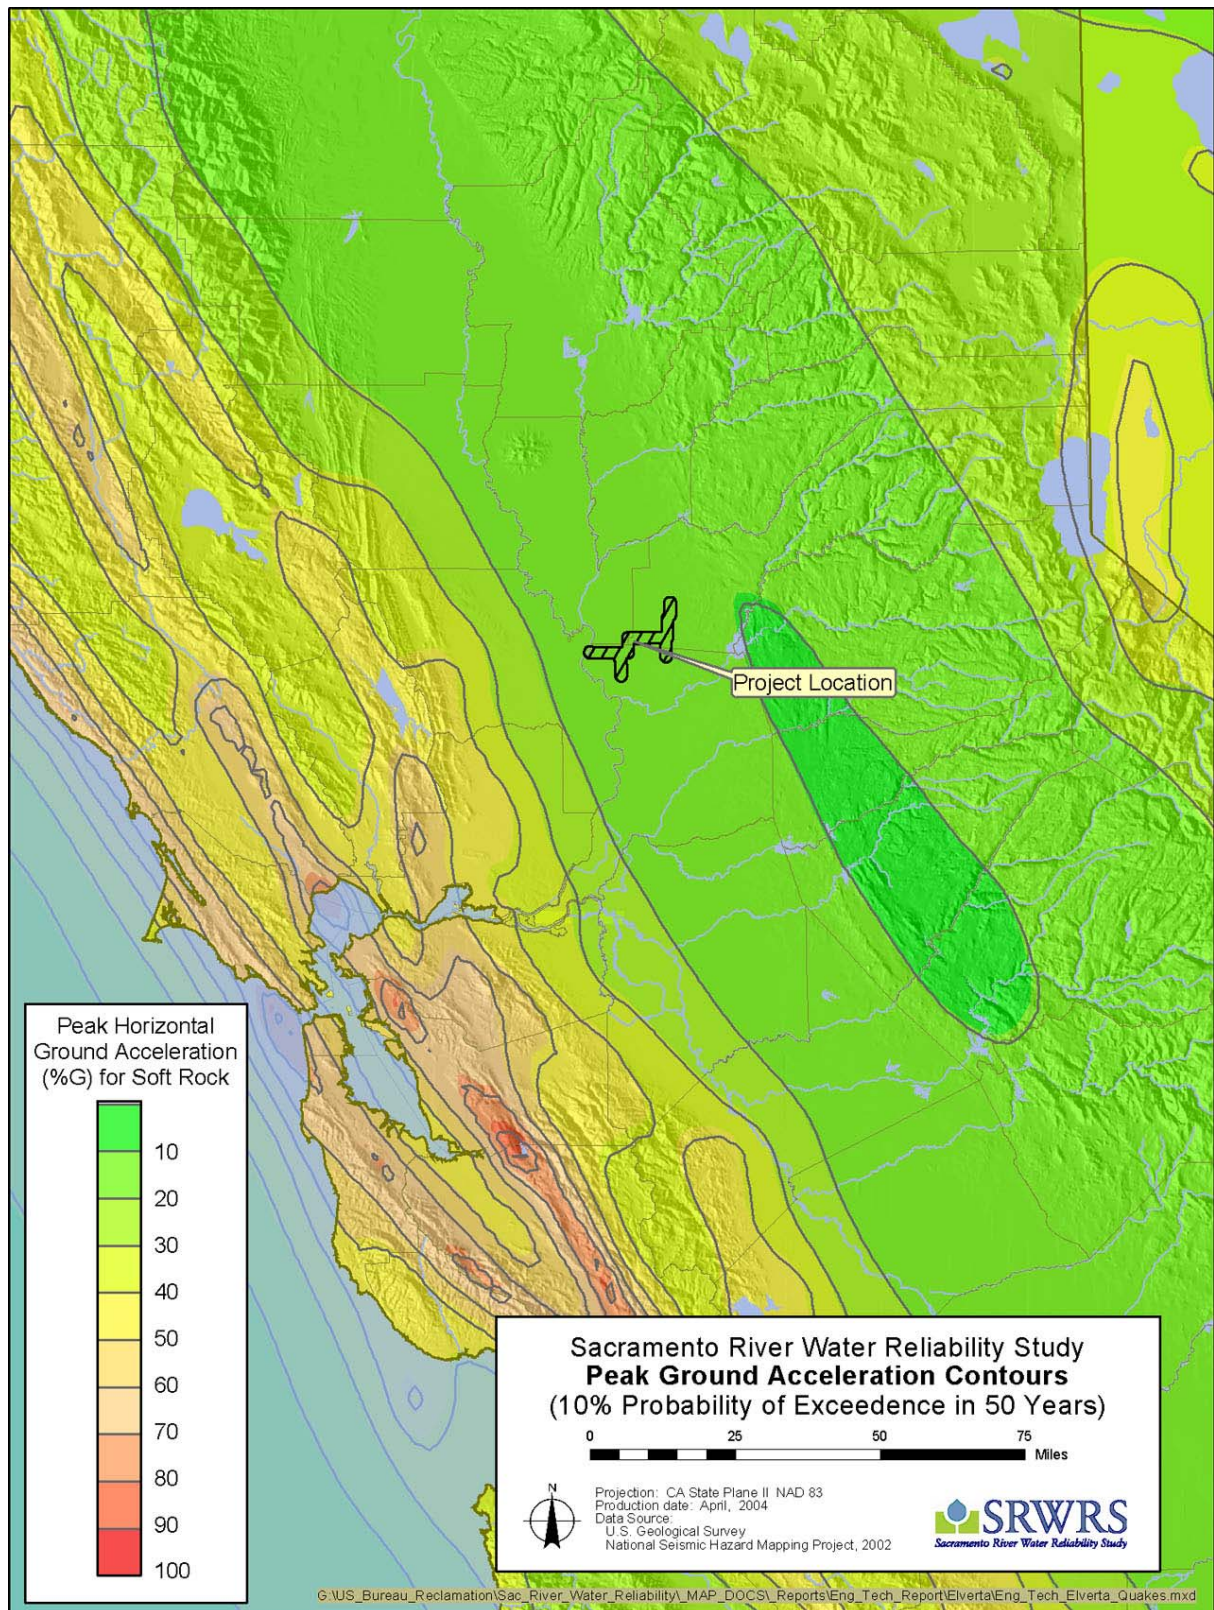 Project Location
Peak Horizontal
Ground Acceleration
(%G) for Soft Rock
10
20
30
40
50
60
70
80
90
100
Sacramento River Water Reliability Study
Peak Ground Acceleration Contours
(10% Probability of Exceedence in 50 Years)
0 25 50 75
Miles
N
Projection: CA State Plane II NAD 83
Production date: April, 2004
Data Source:
U.S. Geological Survey
National Seismic Hazard Mapping Project, 2002
SRWRS
Sacramento River Water Reliability Study
G:\US_Bureau_Reclamation\Sac_River_Water_Reliability\_MAP_DOCS\_Reports\Eng_Tech_Report\Elverta\Eng_Tech_Elverta_Quakes.mxd